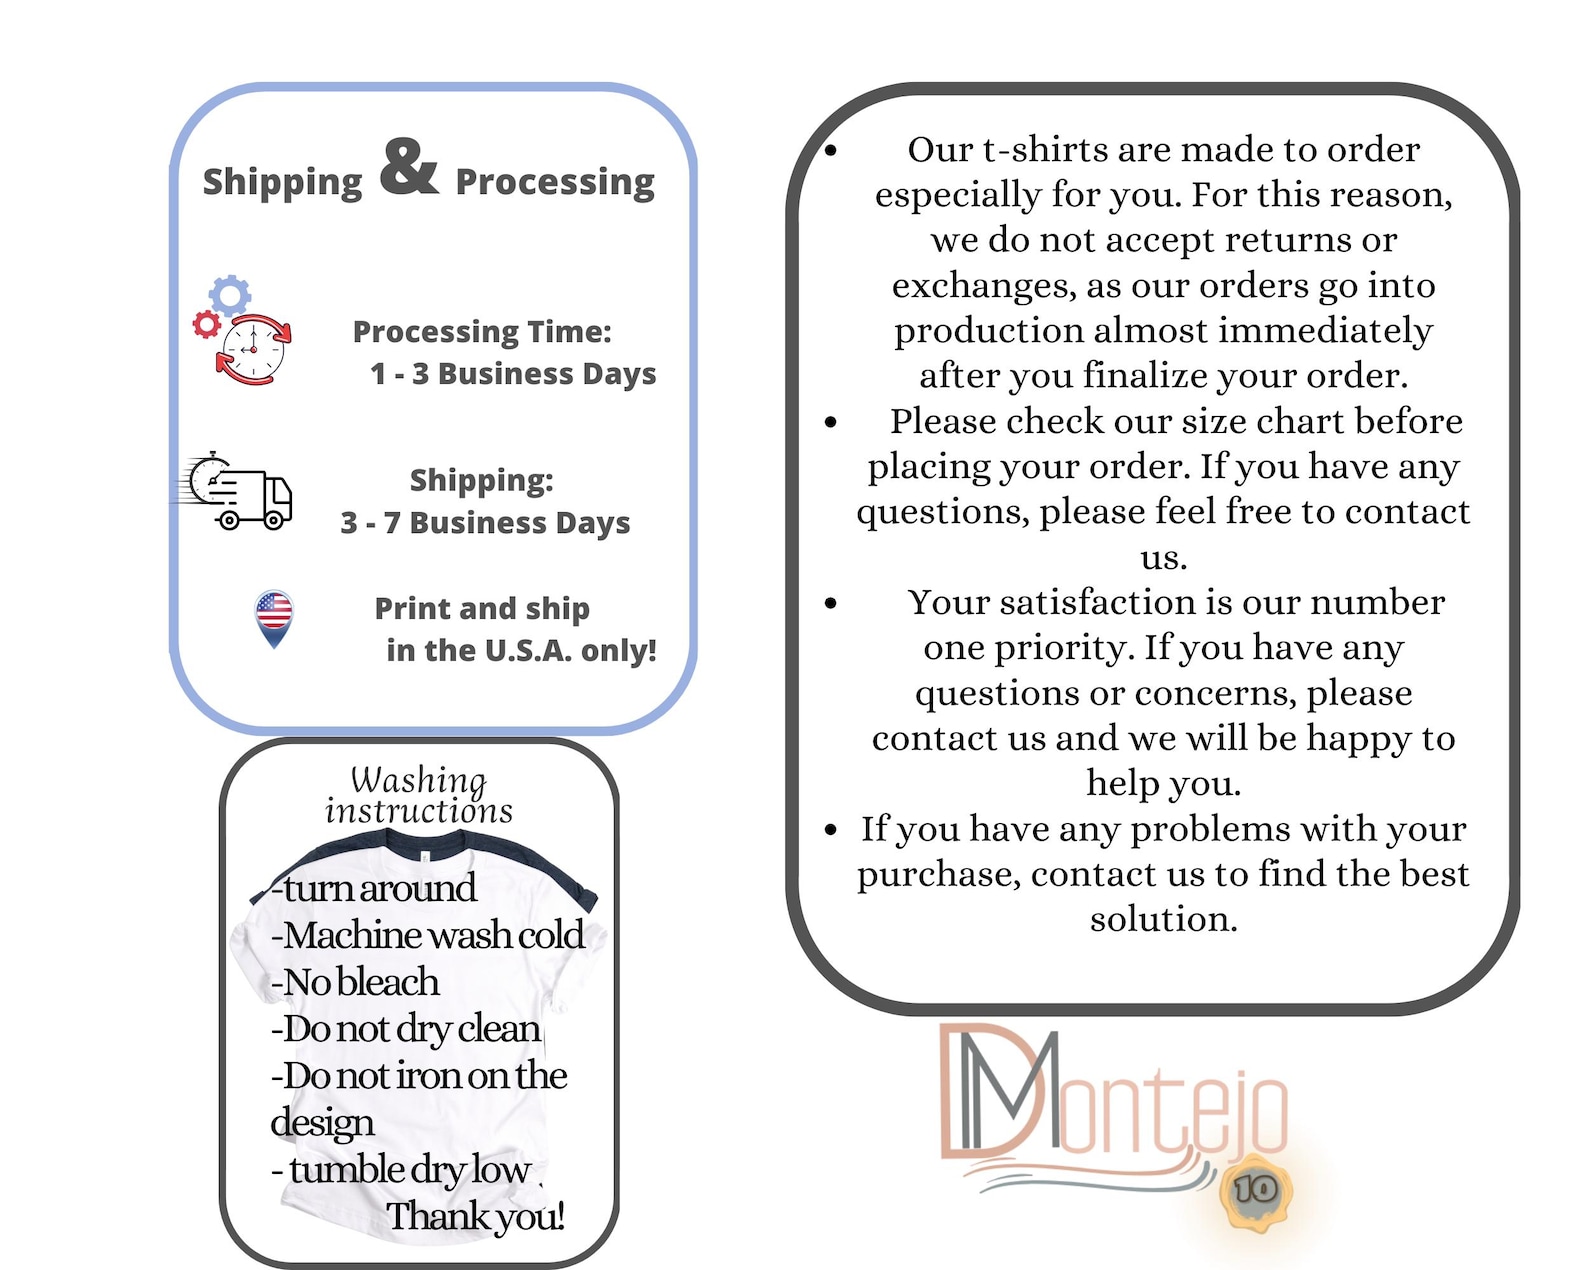 Shipping & Processing
Processing Time:
1 - 3 Business Days
Shipping:
3 - 7 Business Days
Print and ship
in the U.S.A. only!
Washing
instructions
-turn around
-Machine wash cold
-No bleach
-Do not dry clean
-Do not iron on the
design
- tumble dry low
Thank you!
• Our t-shirts are made to order
especially for you. For this reason,
we do not accept returns or
exchanges, as our orders go into
production almost immediately
after you finalize your order.
• Please check our size chart before
placing your order. If you have any
questions, please feel free to contact
us.
• Your satisfaction is our number
one priority. If you have any
questions or concerns, please
contact us and we will be happy to
help you.
• If you have any problems with your
purchase, contact us to find the best
solution.
DMontejo
10